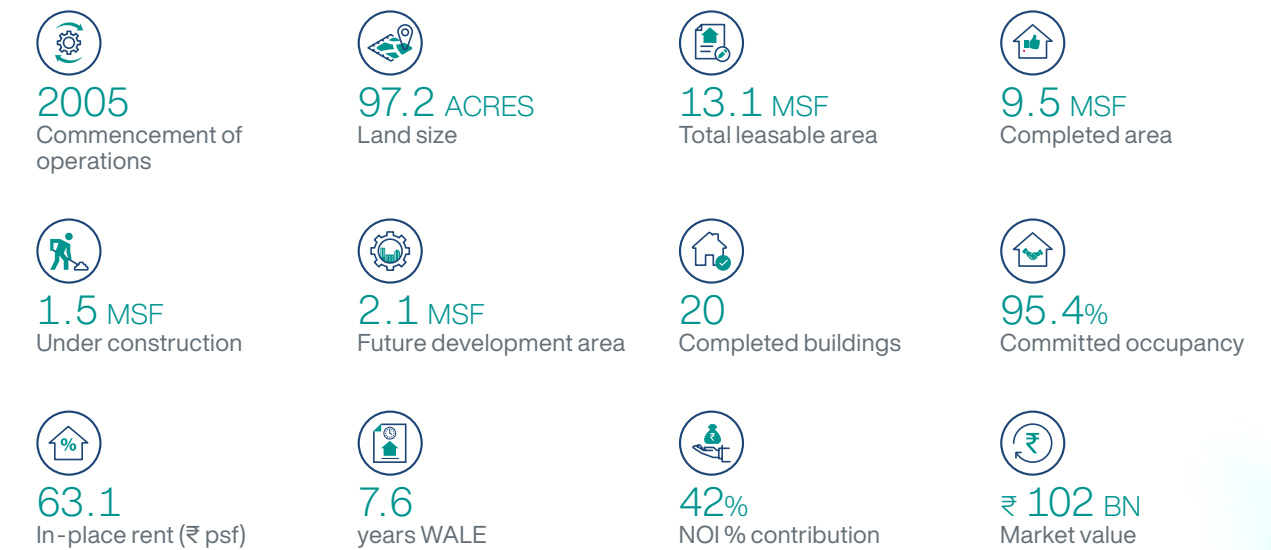 2005
Commencement of
operations
97.2 ACRES
Land size
13.1 MSF
Total leasable area
9.5 MSF
Completed area
1.5 MSF
Under construction
2.1 MSF
Future development area
20
Completed buildings
95.4%
Committed occupancy
%
63.1
In-place rent (₹ psf)
7.6
years WALE
₹
42%
NOI % contribution
₹
₹ 102 BN
Market value